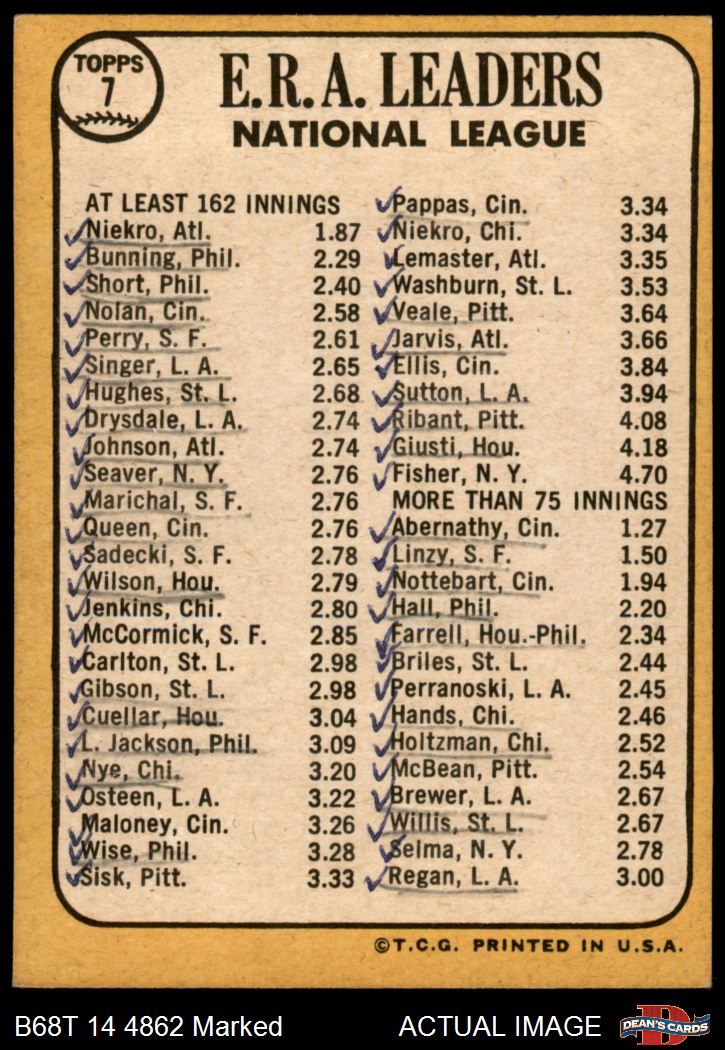 TOPPS
7
E.R.A. LEADERS
NATIONAL LEAGUE
AT LEAST 162 INNINGS
Niekro, Atl. 1.87
Bunning, Phil. 2.29
Short, Phil. 2.40
Nolan, Cin. 2.58
Perry, S. F. 2.61
Singer, L. A. 2.65
Hughes, St. L. 2.68
Drysdale, L. A. 2.74
Johnson, Atl. 2.74
Seaver, N. Y. 2.76
Marichal, S. F. 2.76
Queen, Cin. 2.76
Sadecki, S. F. 2.78
Wilson, Hou. 2.79
Jenkins, Chi. 2.80
McCormick, S. F. 2.85
Carlton, St. L. 2.98
Gibson, St. L. 2.98
Cuellar, Hou. 3.04
L. Jackson, Phil. 3.09
Nye, Chi. 3.20
Osteen, L. A. 3.22
Maloney, Cin. 3.26
Wise, Phil. 3.28
Sisk, Pitt. 3.33
Pappas, Cin. 3.34
Niekro, Chi. 3.34
Lemaster, Atl. 3.35
Washburn, St. L. 3.53
Veale, Pitt. 3.64
Jarvis, Atl. 3.66
Ellis, Cin. 3.84
Sutton, L. A. 3.94
Ribant, Pitt. 4.08
Giusti, Hou. 4.18
Fisher, N. Y. 4.70
MORE THAN 75 INNINGS
Abernathy, Cin. 1.27
Linzy, S. F. 1.50
Nottebart, Cin. 1.94
Hall, Phil. 2.20
Farrell, Hou.-Phil. 2.34
Briles, St. L. 2.44
Perranoski, L. A. 2.45
Hands, Chi. 2.46
Holtzman, Chi. 2.52
McBean, Pitt. 2.54
Brewer, L. A. 2.67
Willis, St. L. 2.67
Selma, N. Y. 2.78
Regan, L. A. 3.00
©T.C.G. PRINTED IN U.S.A.
B68T 14 4862 Marked
ACTUAL IMAGE
D
DEAN'S CARDS